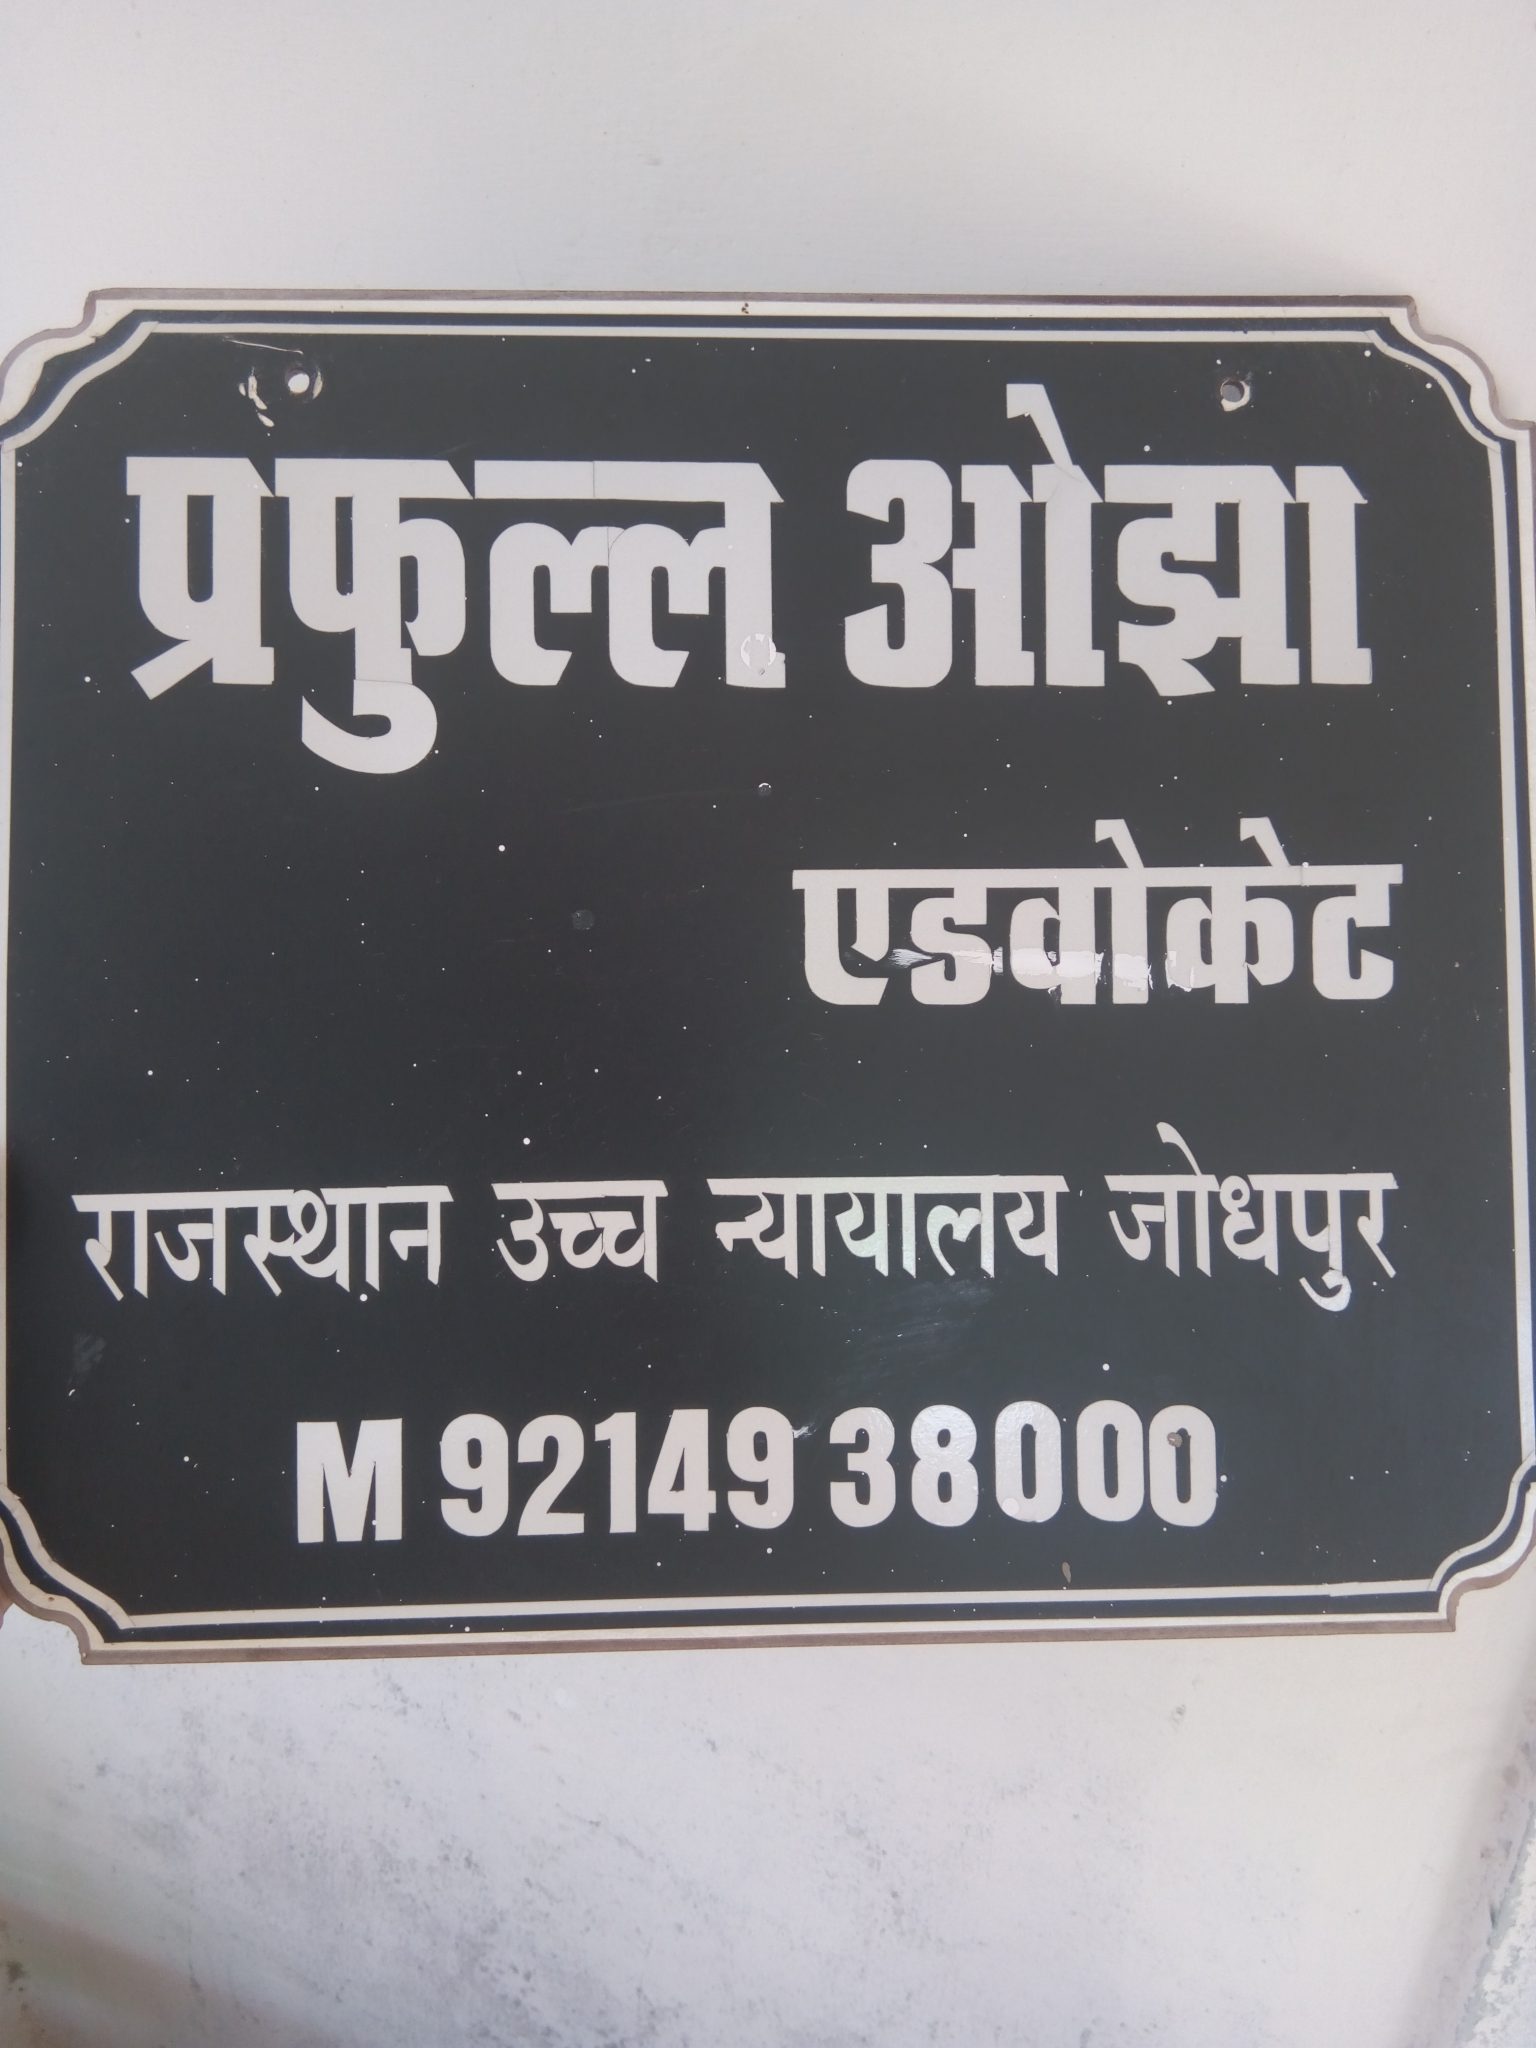 प्रफुल्ल ओझा
एडवोकेट
राजस्थान उच्च न्यायालय जोधपुर
M 92149 38000